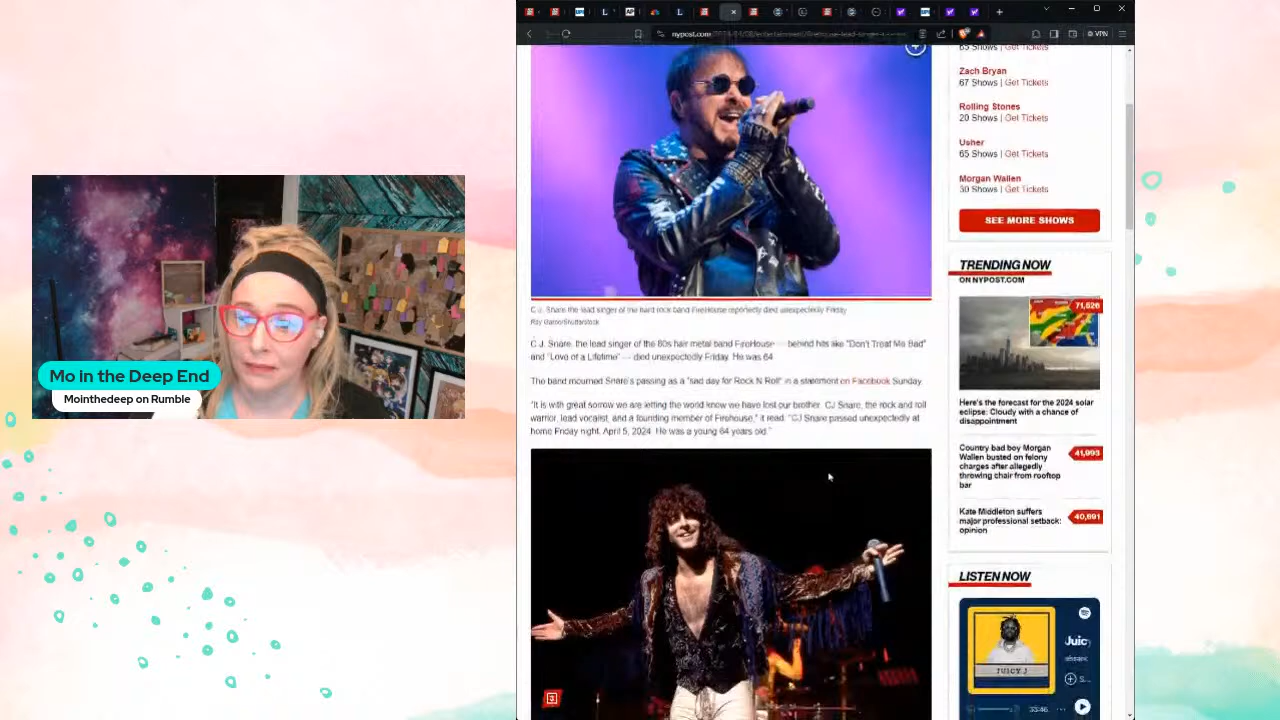 nypost.com
VPN
65 Shows | Get Tickets
Zach Bryan
67 Shows | Get Tickets
Rolling Stones
20 Shows | Get Tickets
Usher
65 Shows | Get Tickets
Morgan Wallen
30 Shows | Get Tickets
SEE MORE SHOWS
TRENDING NOW
ON NYPOST.COM
71,626
Here's the forecast for the 2024 solar
eclipse: Cloudy with a chance of
disappointment
Country bad boy Morgan
Wallen busted on felony
charges after allegedly
throwing chair from rooftop
bar
41,993
Kate Middleton suffers
major professional setback:
opinion
40,691
LISTEN NOW
JUICY J
Juic
33:46
C.J. Snare, the lead singer of the hard rock band FireHouse reportedly died unexpectedly Friday
Ray Garner/Shutterstock
C.J. Snare, the lead singer of the 80s hair metal band FireHouse — behind hits like "Don't Treat Me Bad"
and "Love of a Lifetime" — died unexpectedly Friday. He was 64
The band mourned Snare's passing as a "sad day for Rock N Roll" in a statement on Facebook Sunday.
"It is with great sorrow we are letting the world know we have lost our brother: CJ Snare, the rock and roll
warrior, lead vocalist, and a founding member of Firehouse," it read. "CJ Snare passed unexpectedly at
home Friday night, April 5, 2024. He was a young 64 years old."
3
Mo in the Deep End
Mointhedeep on Rumble